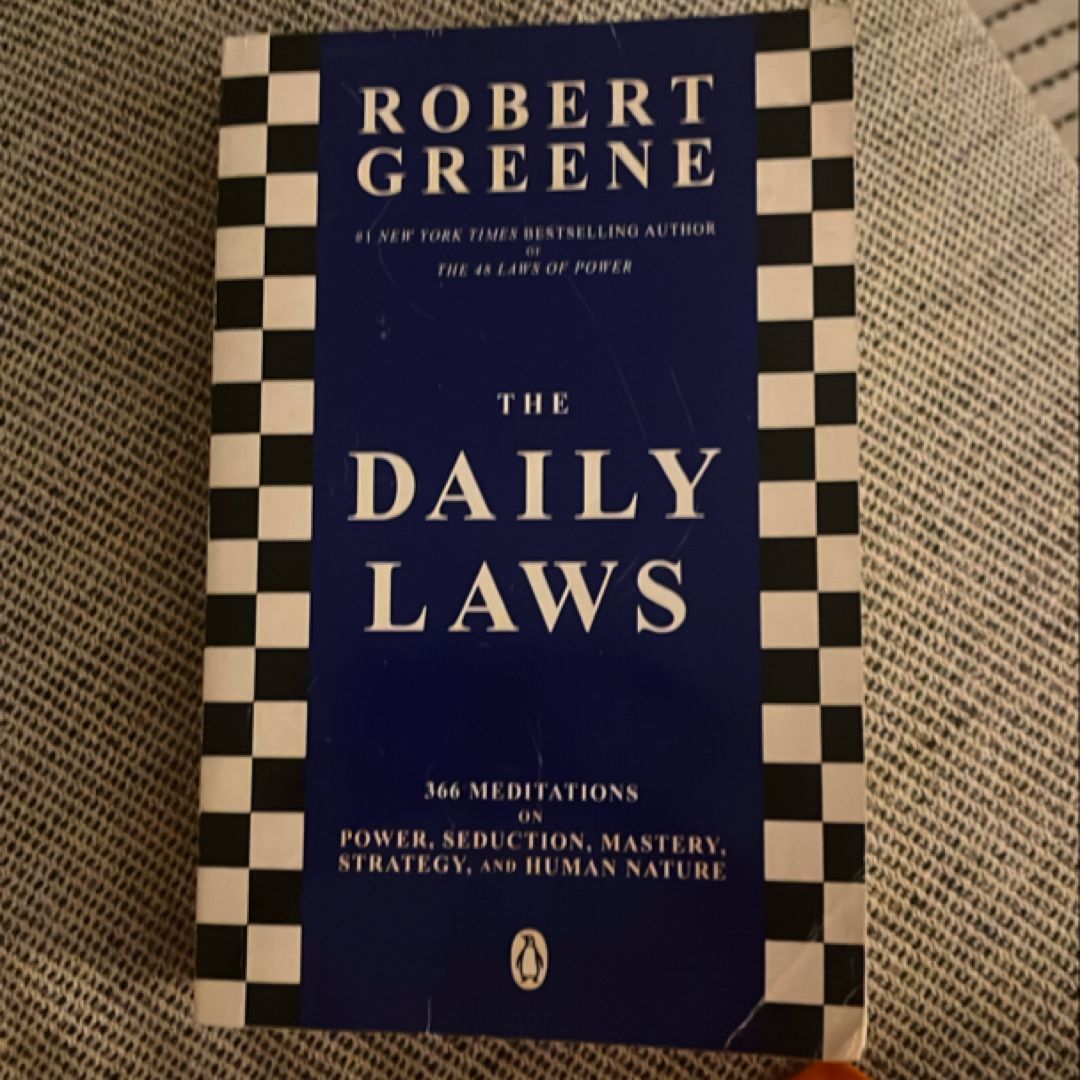 ROBERT
GREENE
#1 NEW YORK TIMES BESTSELLING AUTHOR
OF
THE 48 LAWS OF POWER
THE
DAILY
LAWS
366 MEDITATIONS
ON
POWER, SEDUCTION, MASTERY,
STRATEGY, AND HUMAN NATURE